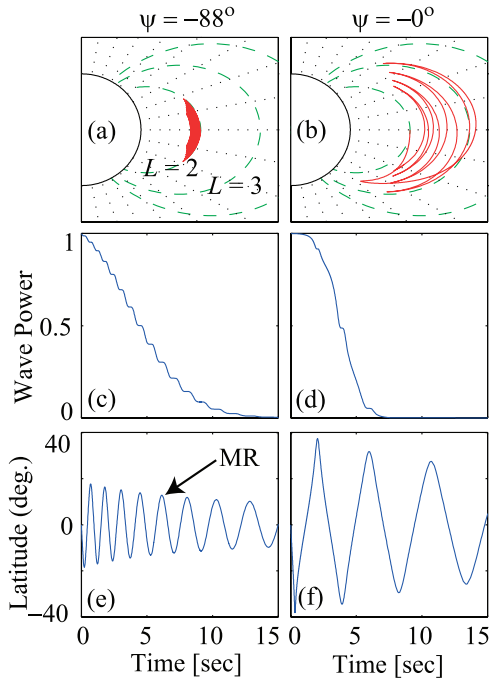 ψ = −88° ψ = −0°
(a) L = 2 L = 3 (b)
Wave Power
1
0.5
0
(c) (d)
Latitude (deg.)
40
0
−40
MR
(e) (f)
0 5 10 15 0 5 10 15
Time [sec] Time [sec]